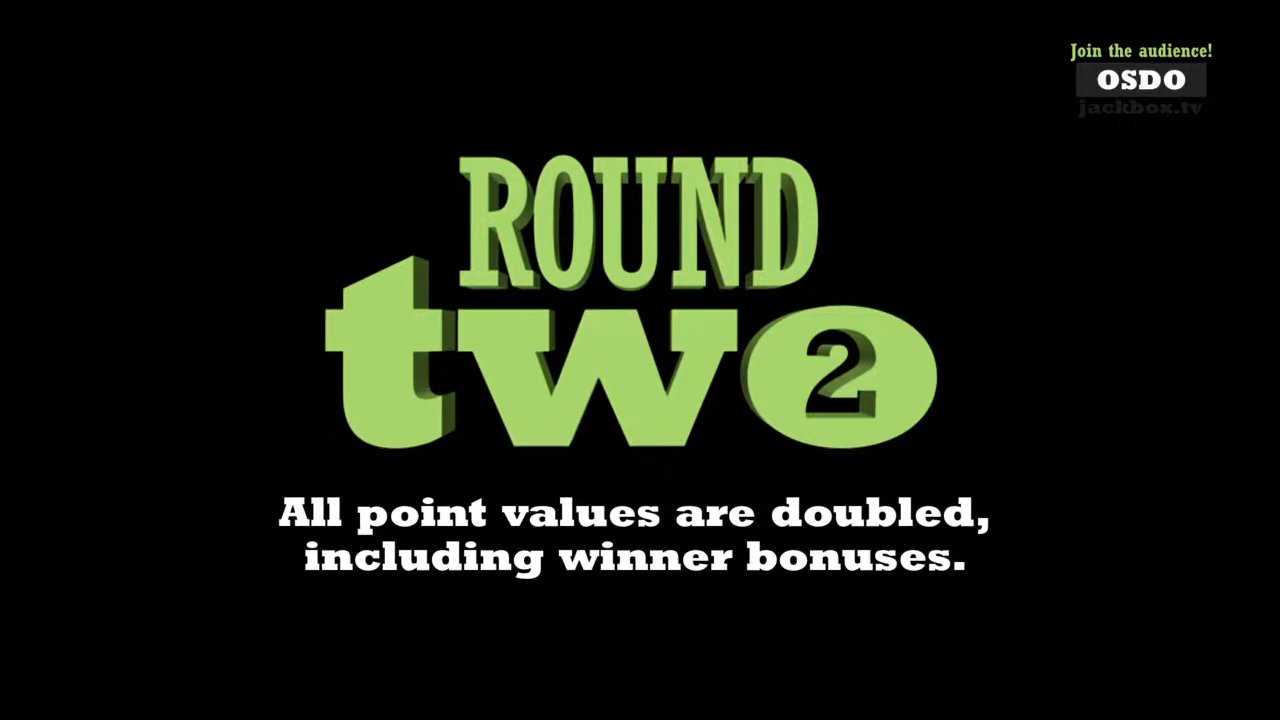 Join the audience!
OSDO
jackbox.tv
ROUND
two
2
All point values are doubled,
including winner bonuses.